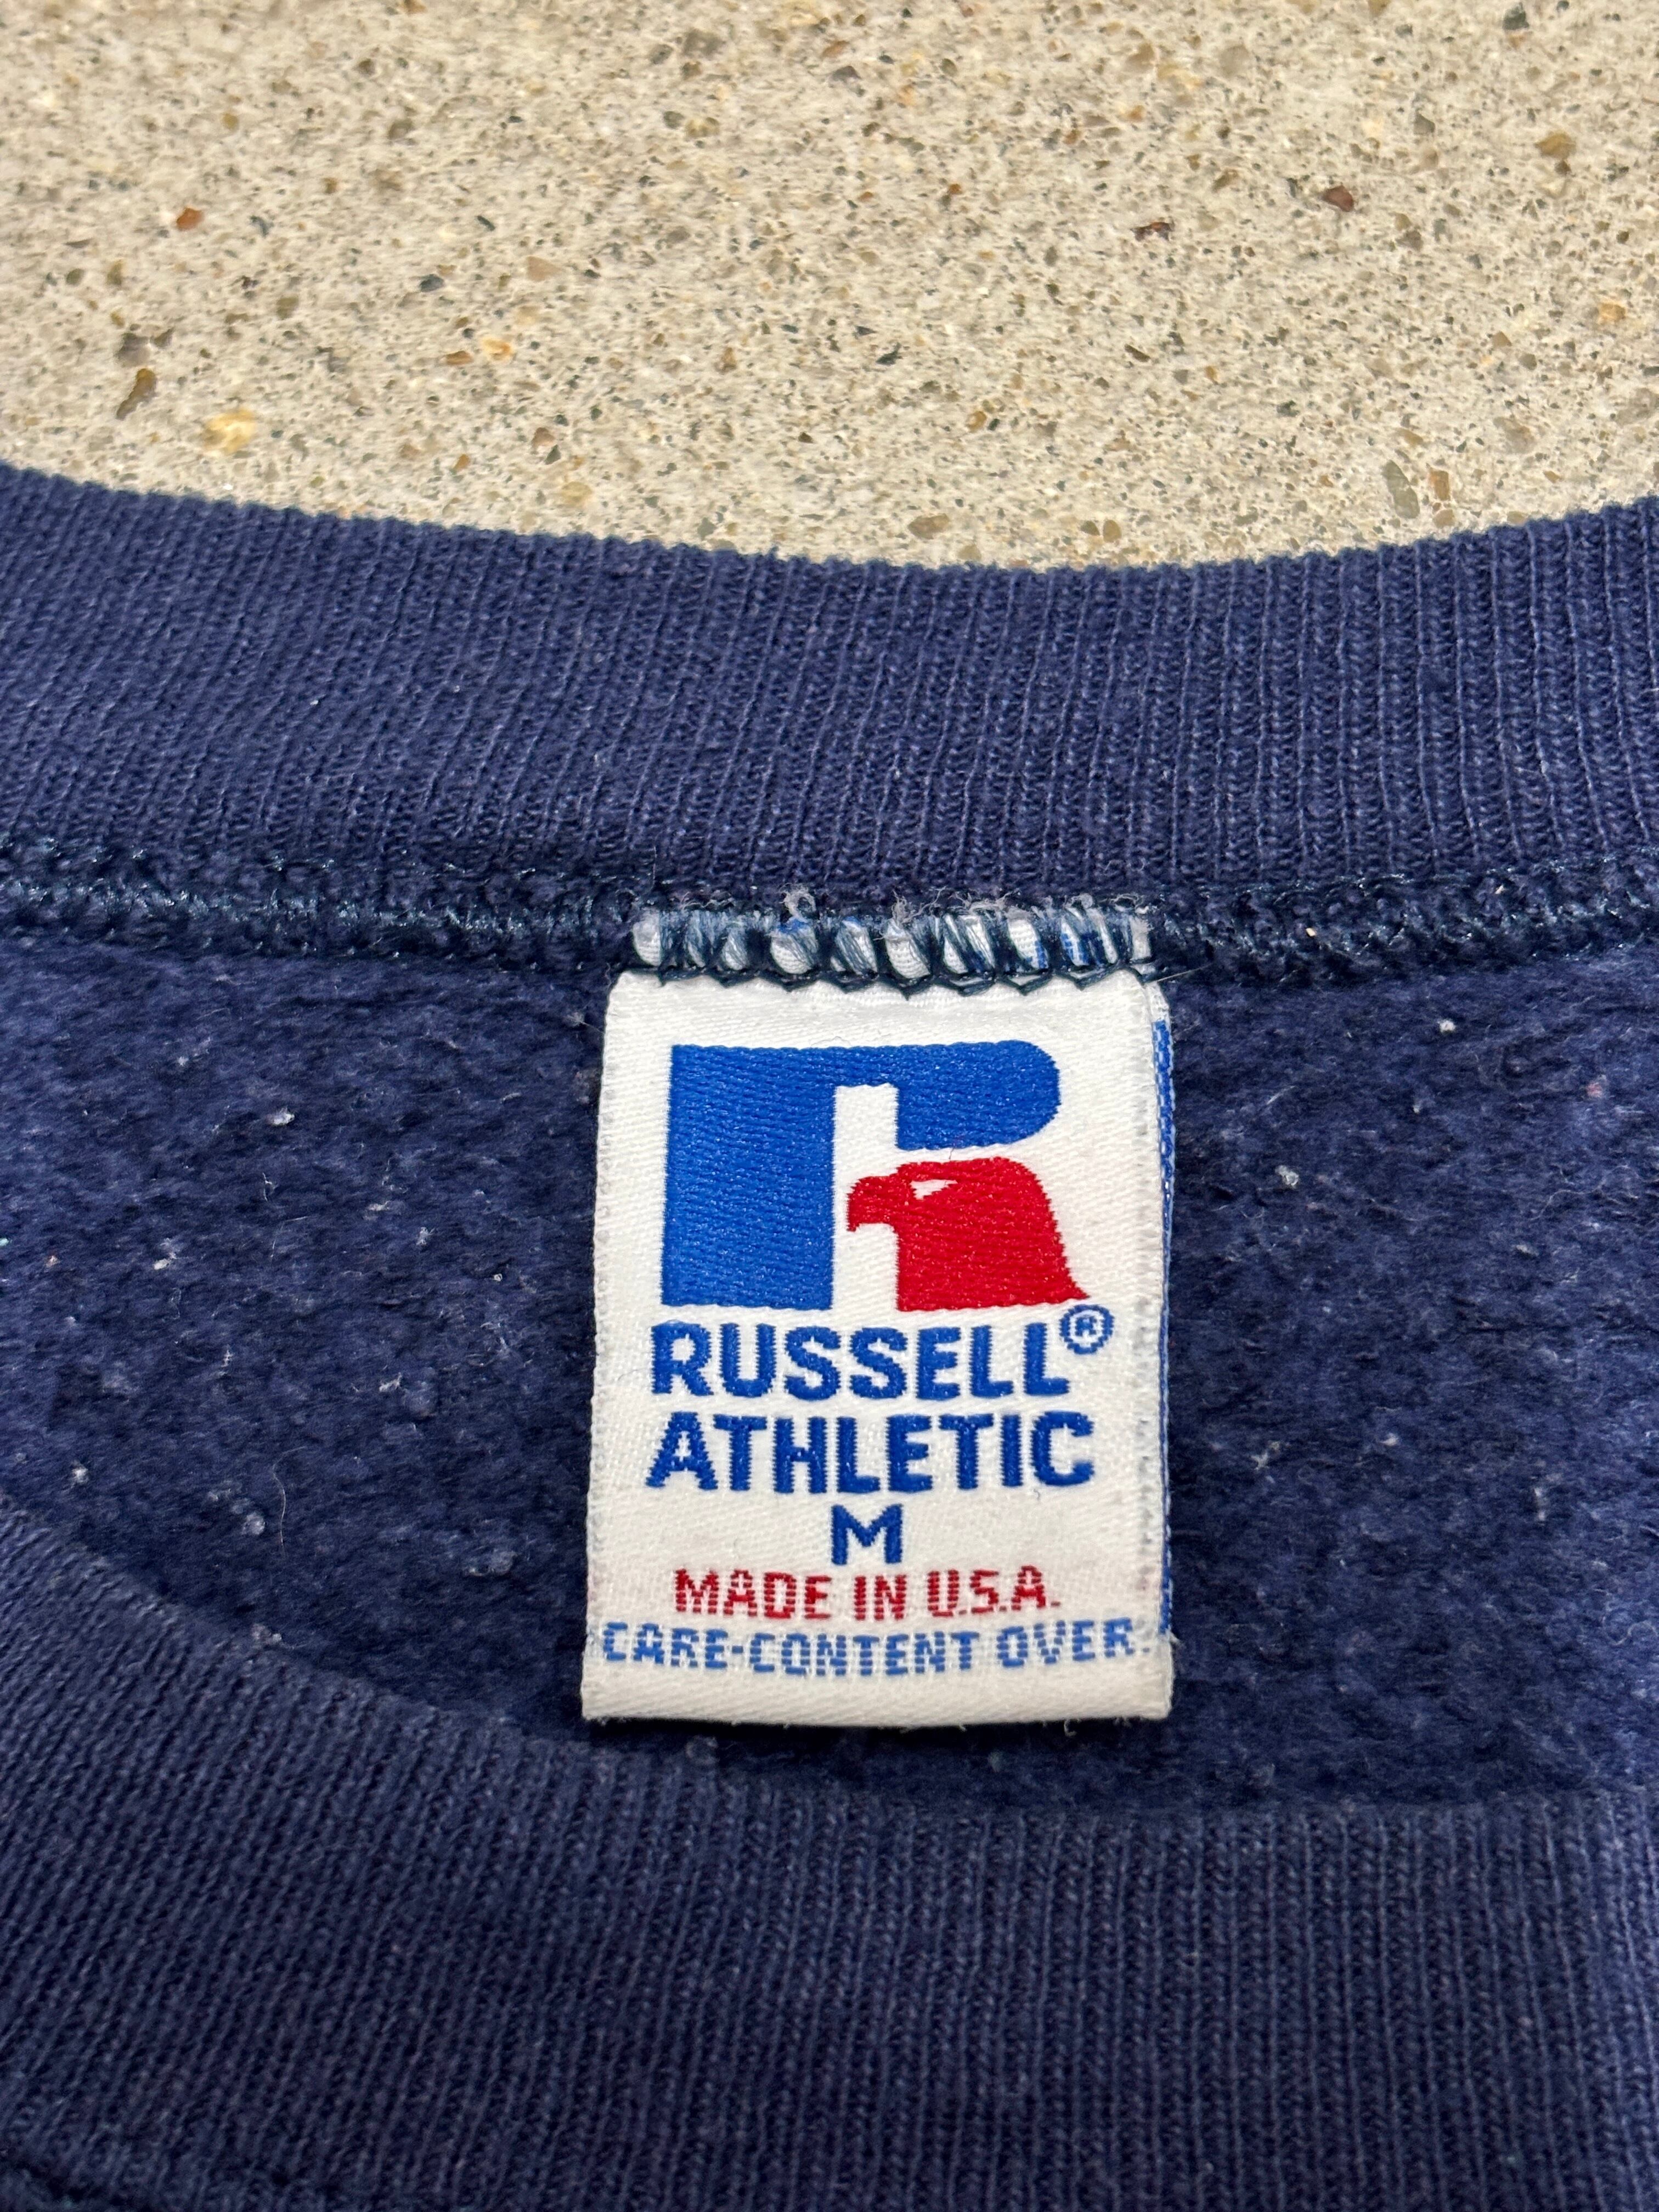 RUSSELL®
ATHLETIC
M
MADE IN U.S.A.
CARE-CONTENT OVER